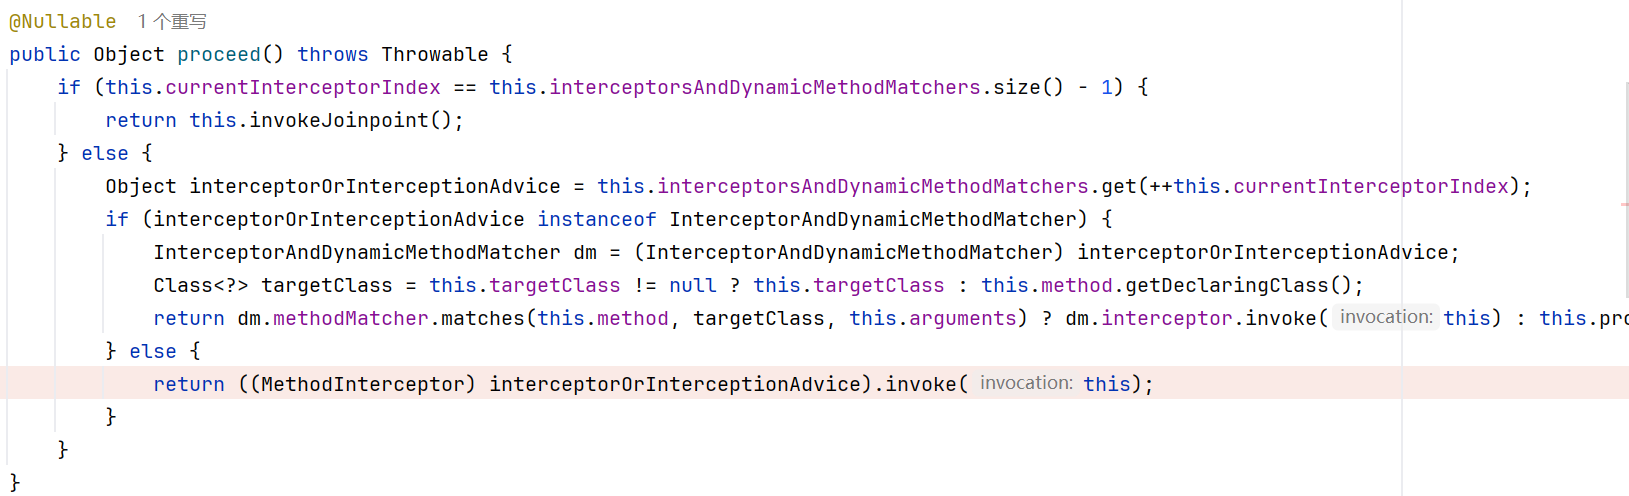 @Nullable 1 个重写
public Object proceed() throws Throwable {
    if (this.currentInterceptorIndex == this.interceptorsAndDynamicMethodMatchers.size() - 1) {
        return this.invokeJoinpoint();
    } else {
        Object interceptorOrInterceptionAdvice = this.interceptorsAndDynamicMethodMatchers.get(++this.currentInterceptorIndex);
        if (interceptorOrInterceptionAdvice instanceof InterceptorAndDynamicMethodMatcher) {
            InterceptorAndDynamicMethodMatcher dm = (InterceptorAndDynamicMethodMatcher) interceptorOrInterceptionAdvice;
            Class<?> targetClass = this.targetClass != null ? this.targetClass : this.method.getDeclaringClass();
            return dm.methodMatcher.matches(this.method, targetClass, this.arguments) ? dm.interceptor.invoke( invocation: this) : this.pro
        } else {
            return ((MethodInterceptor) interceptorOrInterceptionAdvice).invoke( invocation: this);
        }
    }
}